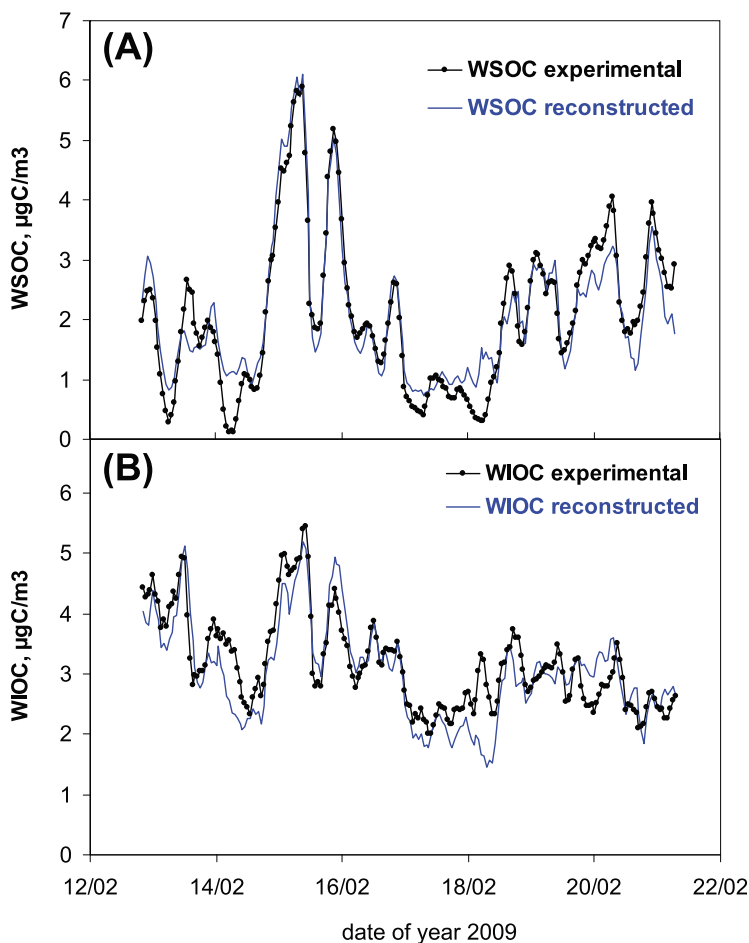 7
(A)
WSOC experimental
6
WSOC reconstructed
5
WSOC, µgC/m3
4
3
2
1
0
(B)
WIOC experimental
6
WIOC reconstructed
5
WIOC, µgC/m3
4
3
2
1
0
12/02 14/02 16/02 18/02 20/02 22/02
date of year 2009